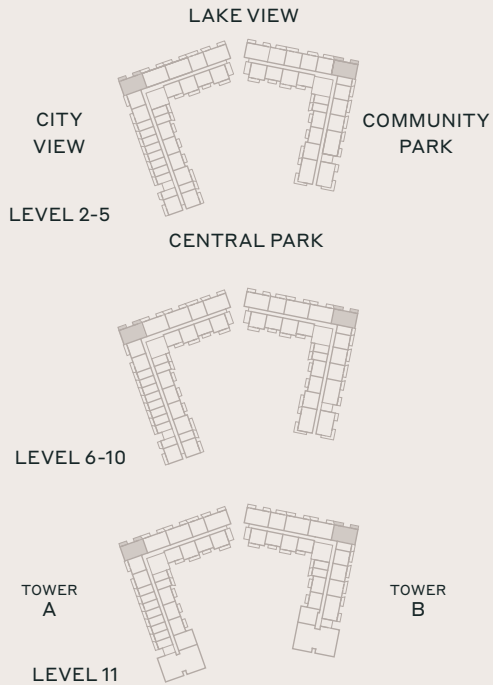 LAKE VIEW
CITY
VIEW
COMMUNITY
PARK
LEVEL 2-5
CENTRAL PARK
LEVEL 6-10
TOWER
A
TOWER
B
LEVEL 11